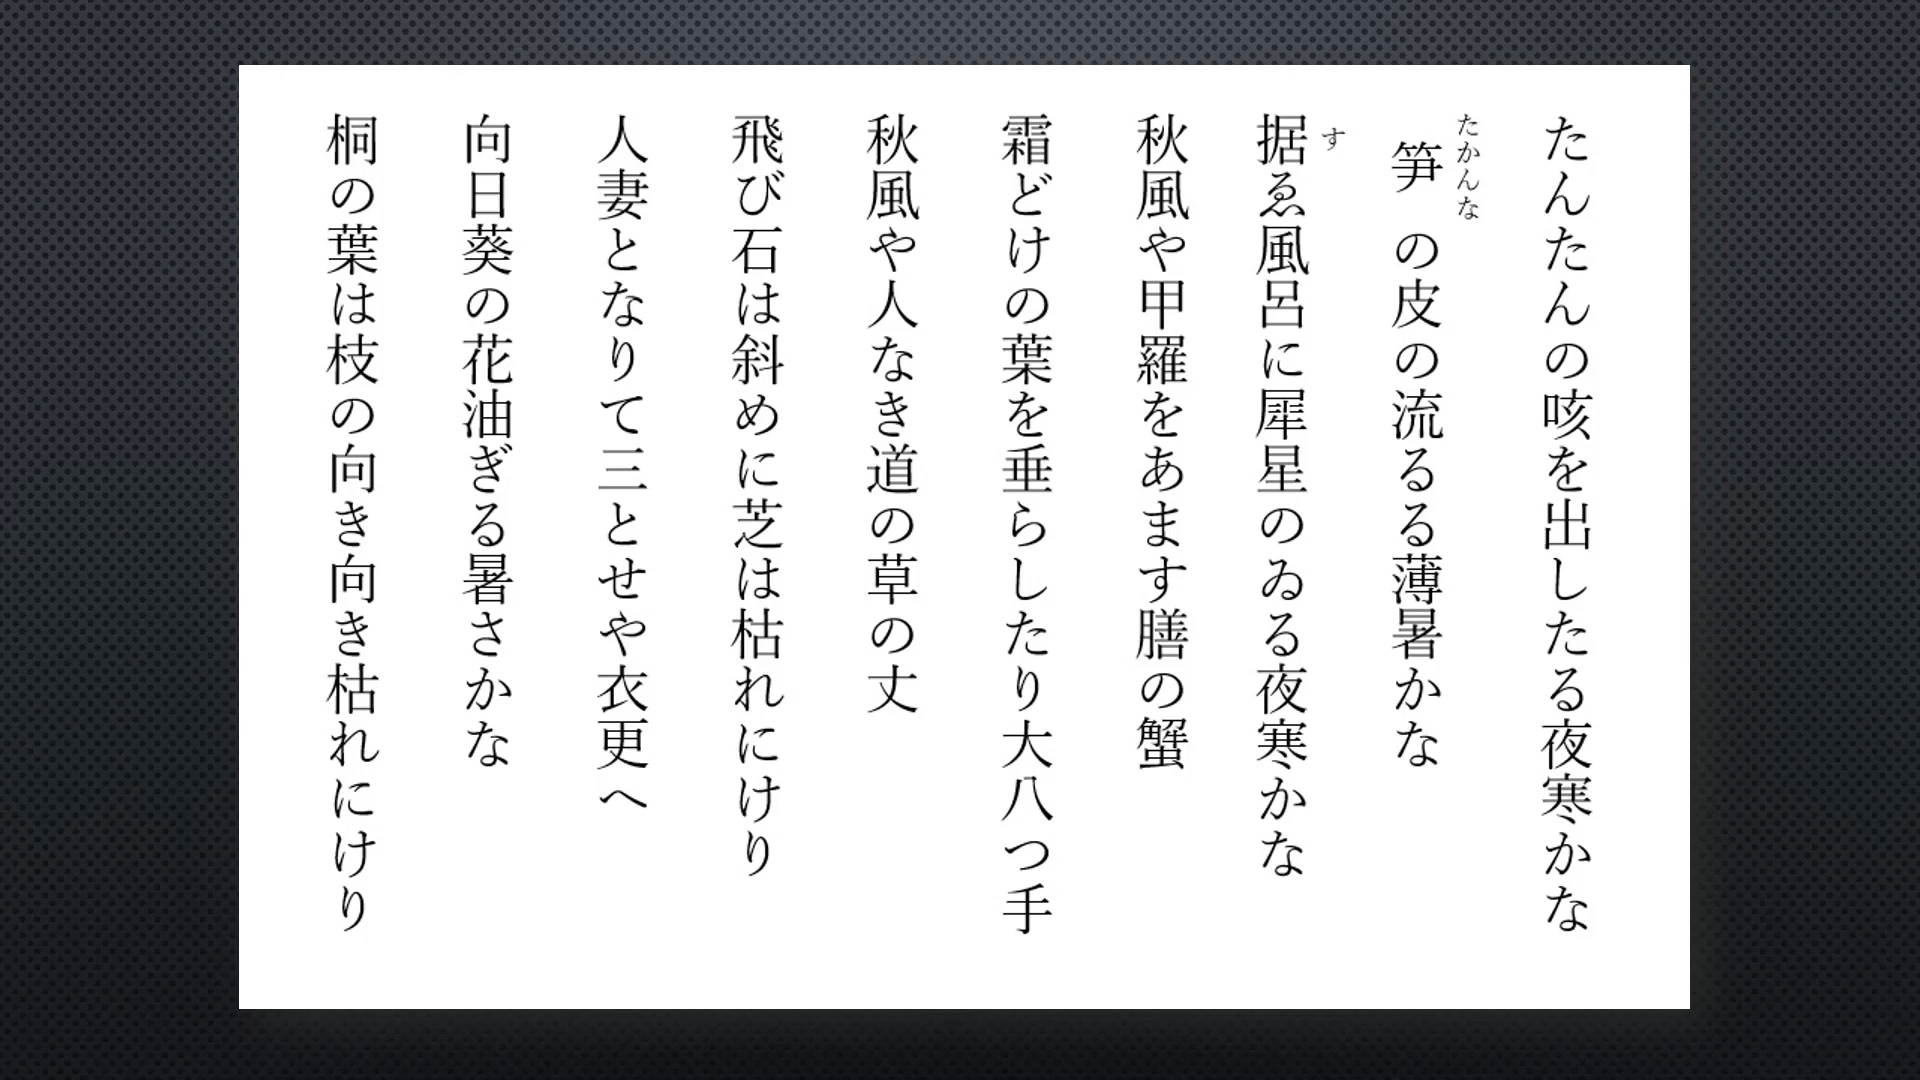 たんたんの咳を出したる夜寒かな
笋の皮の流るる薄暑かな
たかんな
据ゑ風呂に犀星のゐる夜寒かな
す
秋風や甲羅をあます膳の蟹
霜どけの葉を垂らしたり大八つ手
秋風や人なき道の草の丈
飛び石は斜めに芝は枯れにけり
人妻となりて三とせや衣更へ
向日葵の花油ぎる暑さかな
桐の葉は枝の向き向き枯れにけり